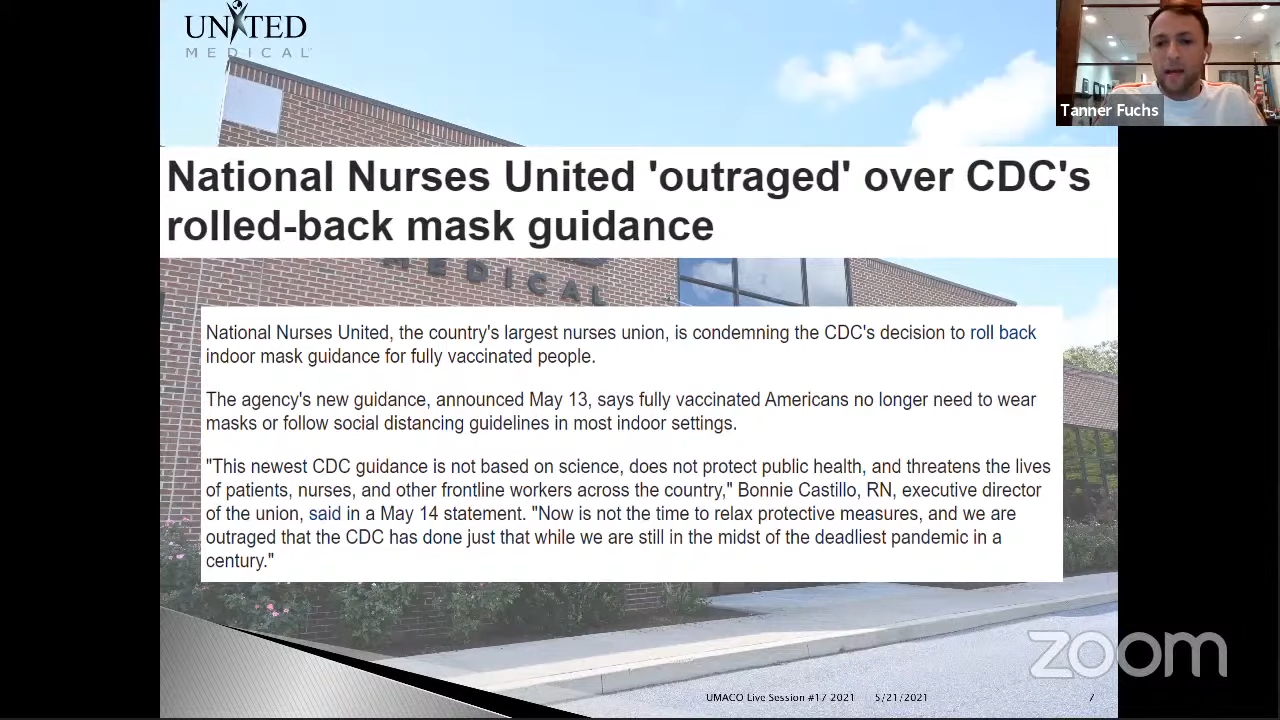 UNITED
MEDICAL
Tanner Fuchs
National Nurses United 'outraged' over CDC's
rolled-back mask guidance
MEDICAL
National Nurses United, the country's largest nurses union, is condemning the CDC's decision to roll back
indoor mask guidance for fully vaccinated people.
The agency's new guidance, announced May 13, says fully vaccinated Americans no longer need to wear
masks or follow social distancing guidelines in most indoor settings.
"This newest CDC guidance is not based on science, does not protect public health, and threatens the lives
of patients, nurses, and other frontline workers across the country," Bonnie Castillo, RN, executive director
of the union, said in a May 14 statement. "Now is not the time to relax protective measures, and we are
outraged that the CDC has done just that while we are still in the midst of the deadliest pandemic in a
century."
zoom
UMACO Live Session #17 2021 5/21/2021 7